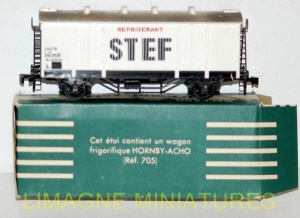 REFRIGERANT
STEF
Cet étui contient un wagon
frigorifique HORNBY-ACHO
(Réf. 705)
LIMAGNE MINIATURES